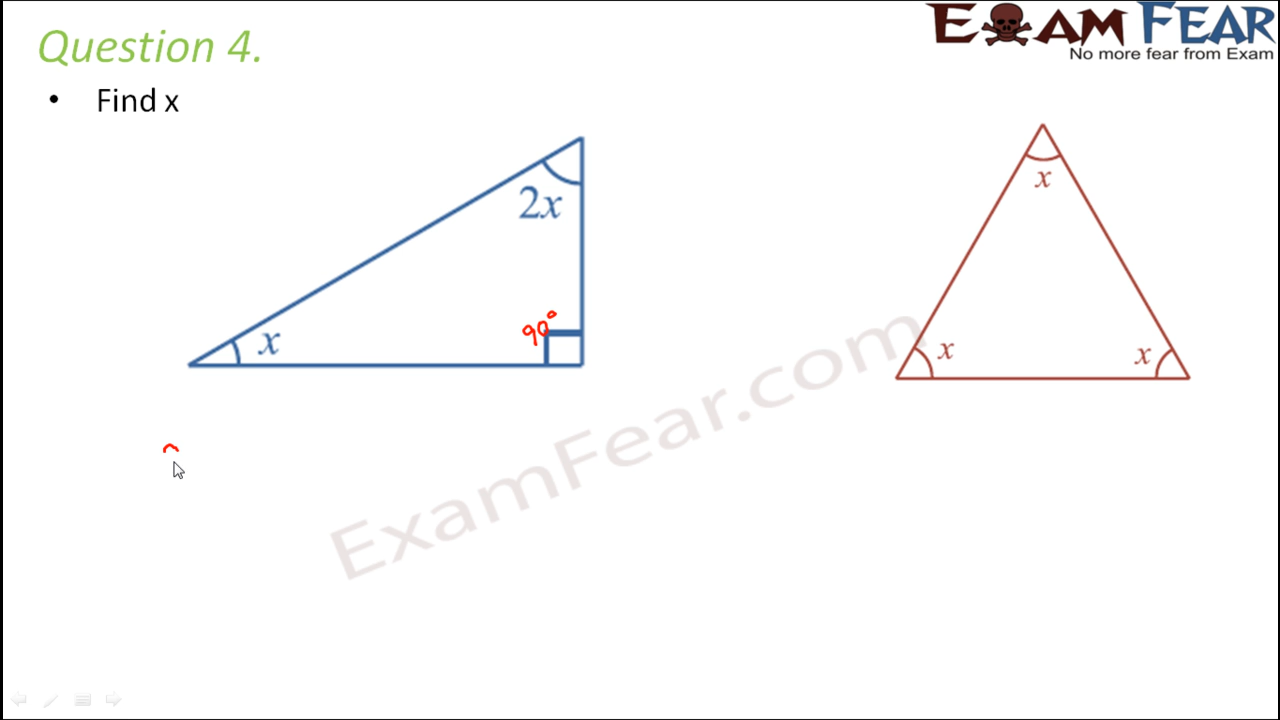 Question 4.
EXAM FEAR
No more fear from Exam
• Find x
2x
x
90°
x
x
x
ExamFear.com